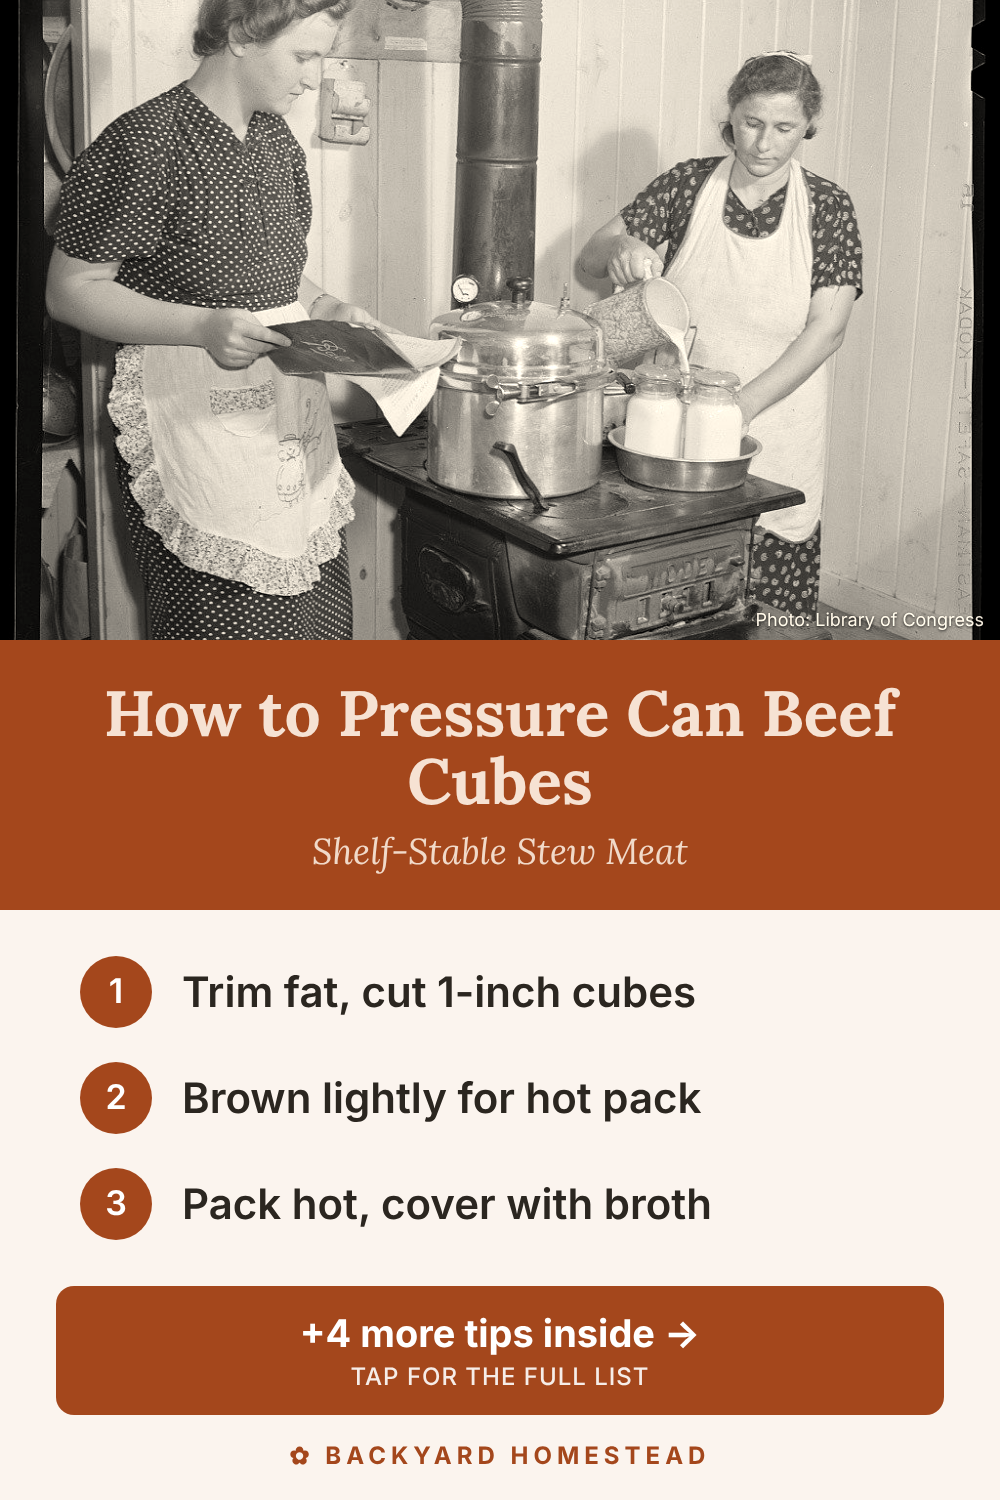 Photo: Library of Congress
How to Pressure Can Beef
Cubes
Shelf-Stable Stew Meat
1 Trim fat, cut 1-inch cubes
2 Brown lightly for hot pack
3 Pack hot, cover with broth
+4 more tips inside →
TAP FOR THE FULL LIST
✿ BACKYARD HOMESTEAD